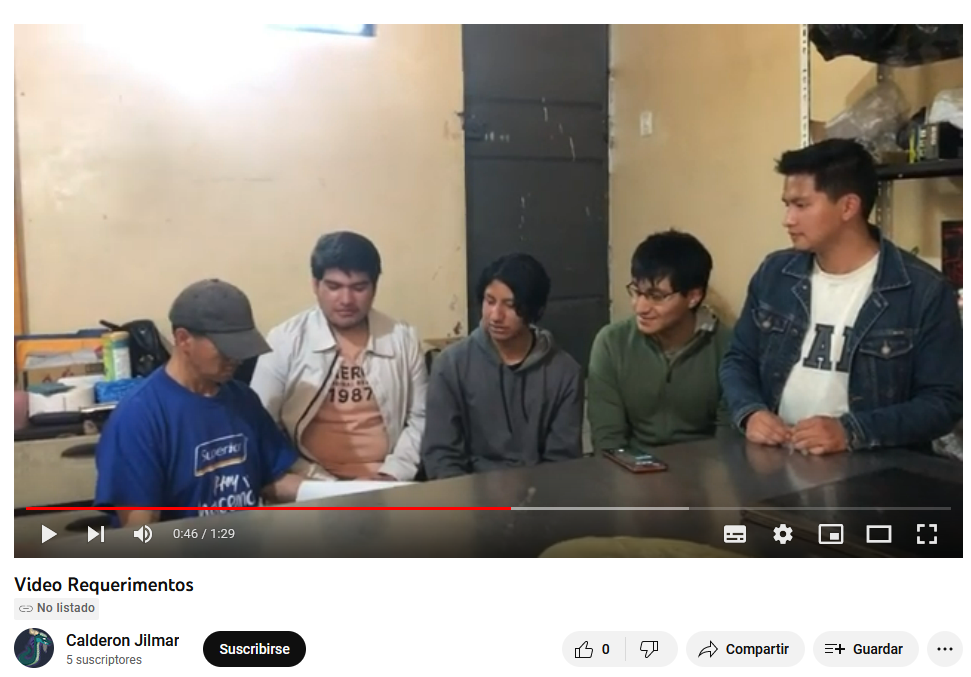 1987
Superior
0:46 / 1:29
Video Requerimentos
No listado
Calderon Jilmar
5 suscriptores
Suscribirse
0
Compartir
Guardar